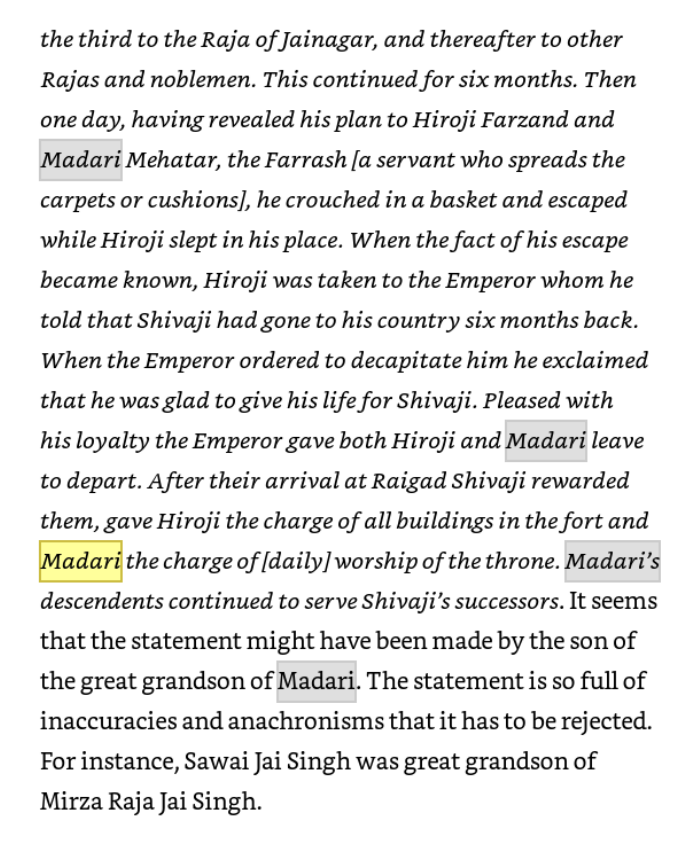 the third to the Raja of Jainagar, and thereafter to other
Rajas and noblemen. This continued for six months. Then
one day, having revealed his plan to Hiroji Farzand and
Madari Mehatar, the Farrash [a servant who spreads the
carpets or cushions], he crouched in a basket and escaped
while Hiroji slept in his place. When the fact of his escape
became known, Hiroji was taken to the Emperor whom he
told that Shivaji had gone to his country six months back.
When the Emperor ordered to decapitate him he exclaimed
that he was glad to give his life for Shivaji. Pleased with
his loyalty the Emperor gave both Hiroji and Madari leave
to depart. After their arrival at Raigad Shivaji rewarded
them, gave Hiroji the charge of all buildings in the fort and
Madari the charge of [daily] worship of the throne. Madari’s
descendents continued to serve Shivaji’s successors. It seems
that the statement might have been made by the son of
the great grandson of Madari. The statement is so full of
inaccuracies and anachronisms that it has to be rejected.
For instance, Sawai Jai Singh was great grandson of
Mirza Raja Jai Singh.